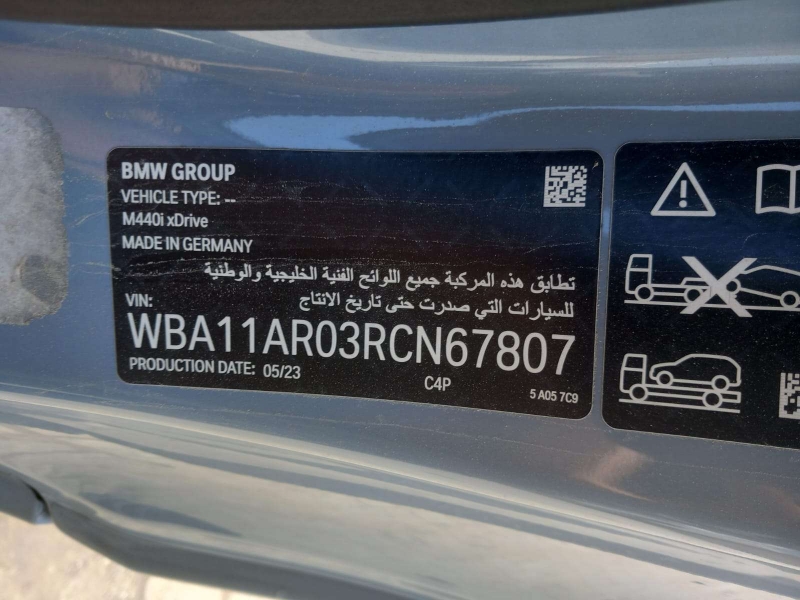 BMW GROUP
VEHICLE TYPE: --
M440i xDrive
MADE IN GERMANY
تطابق هذه المركبة جميع اللوائح الفنية الخليجية والوطنية
للسيارات التي صدرت حتى تاريخ الانتاج
VIN:
WBA11AR03RCN67807
PRODUCTION DATE: 05/23
C4P
5 A05 7C9